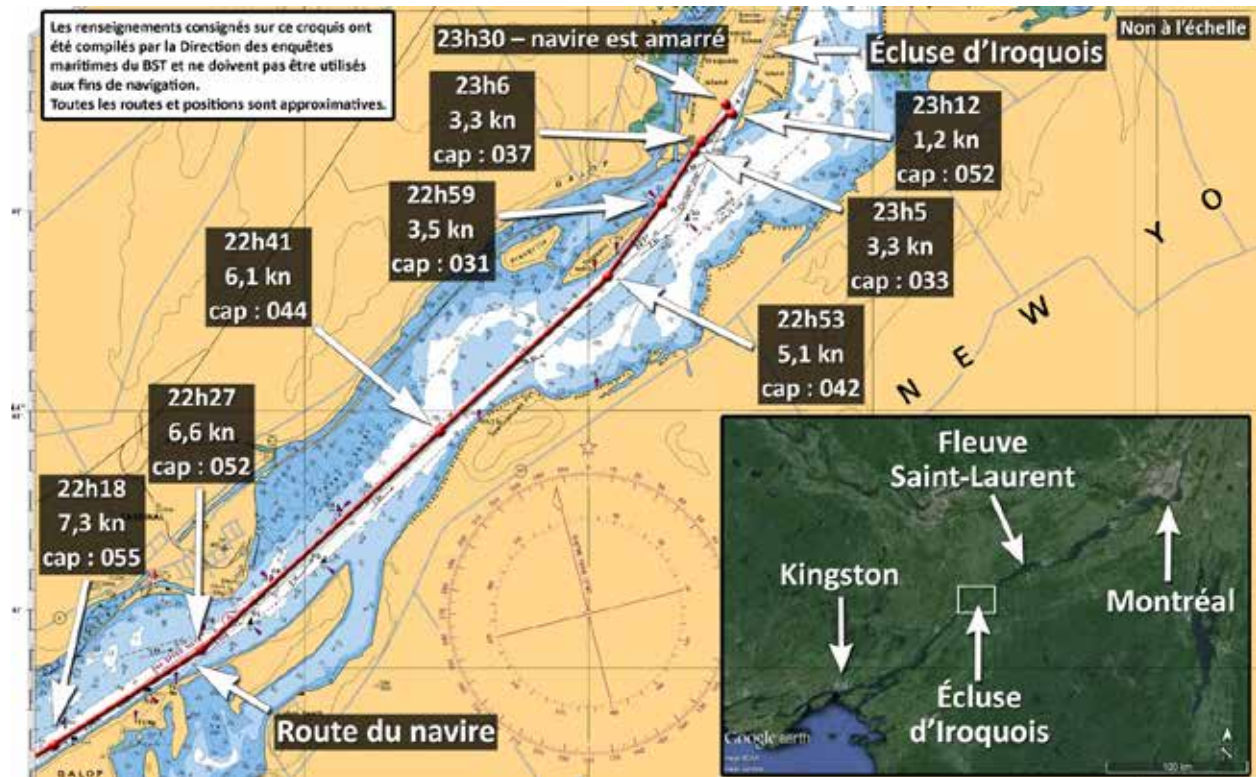 Les renseignements consignés sur ce croquis ont
été compilés par la Direction des enquêtes
maritimes du BST et ne doivent pas être utilisés
aux fins de navigation.
Toutes les routes et positions sont approximatives.
23h30 – navire est amarré
Écluse d'Iroquois
Non à l'échelle
23h6
3,3 kn
cap : 037
23h12
1,2 kn
cap : 052
22h59
3,5 kn
cap : 031
23h5
3,3 kn
cap : 033
22h41
6,1 kn
cap : 044
22h53
5,1 kn
cap : 042
22h27
6,6 kn
cap : 052
22h18
7,3 kn
cap : 055
Route du navire
NEW YO
GALOP
Fleuve
Saint-Laurent
Kingston
Montréal
Écluse
d'Iroquois
Google earth
100 km
N